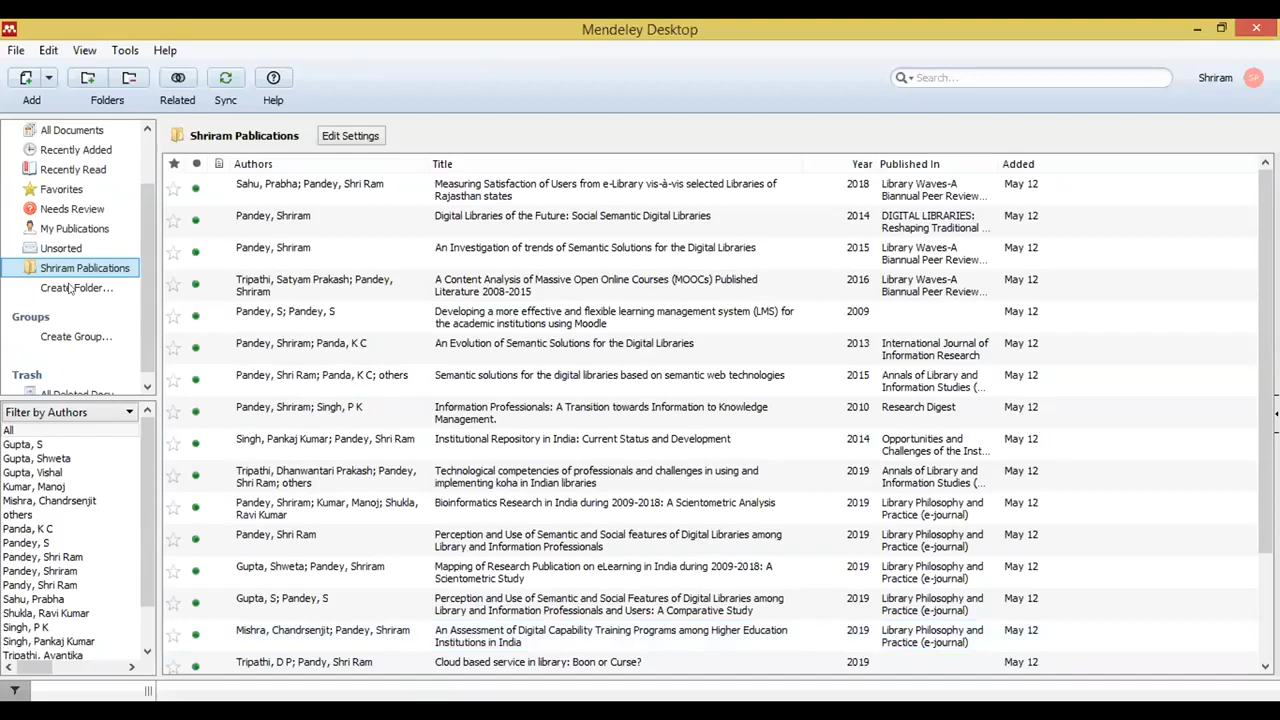 Mendeley Desktop
File Edit View Tools Help
Search... Shriram SP
Add Folders Related Sync Help
All Documents
Recently Added
Recently Read
Favorites
Needs Review
My Publications
Unsorted
Shriram Pablications
Create Folder...
Groups
Create Group...
Trash
All Deleted Docu
Filter by Authors
All
Gupta, S
Gupta, Shweta
Gupta, Vishal
Kumar, Manoj
Mishra, Chandrsenjit
others
Panda, K C
Pandey, S
Pandey, Shri Ram
Pandey, Shriram
Pandy, Shri Ram
Sahu, Prabha
Shukla, Ravi Kumar
Singh, P K
Singh, Pankaj Kumar
Tripathi, Avantika
Shriram Pablications Edit Settings
Authors Title Year Published In Added
Sahu, Prabha; Pandey, Shri Ram Measuring Satisfaction of Users from e-Library vis-à-vis selected Libraries of 2018 Library Waves-A May 12
Rajasthan states Biannual Peer Review...
Pandey, Shriram Digital Libraries of the Future: Social Semantic Digital Libraries 2014 DIGITAL LIBRARIES: May 12
Reshaping Traditional ...
Pandey, Shriram An Investigation of trends of Semantic Solutions for the Digital Libraries 2015 Library Waves-A May 12
Biannual Peer Review...
Tripathi, Satyam Prakash; Pandey, A Content Analysis of Massive Open Online Courses (MOOCs) Published 2016 Library Waves-A May 12
Shriram Literature 2008-2015 Biannual Peer Review...
Pandey, S; Pandey, S Developing a more effective and flexible learning management system (LMS) for 2009 May 12
the academic institutions using Moodle
Pandey, Shriram; Panda, K C An Evolution of Semantic Solutions for the Digital Libraries 2013 International Journal of May 12
Information Research
Pandey, Shri Ram; Panda, K C; others Semantic solutions for the digital libraries based on semantic web technologies 2015 Annals of Library and May 12
Information Studies (...
Pandey, Shriram; Singh, P K Information Professionals: A Transition towards Information to Knowledge 2010 Research Digest May 12
Management.
Singh, Pankaj Kumar; Pandey, Shri Ram Institutional Repository in India: Current Status and Development 2014 Opportunities and May 12
Challenges of the Inst...
Tripathi, Dhanwantari Prakash; Pandey, Technological competencies of professionals and challenges in using and 2019 Annals of Library and May 12
Shri Ram; others implementing koha in Indian libraries Information Studies (...
Pandey, Shriram; Kumar, Manoj; Shukla, Bioinformatics Research in India during 2009-2018: A Scientometric Analysis 2019 Library Philosophy and May 12
Ravi Kumar Practice (e-journal)
Pandey, Shri Ram Perception and Use of Semantic and Social features of Digital Libraries among 2019 Library Philosophy and May 12
Library and Information Professionals Practice (e-journal)
Gupta, Shweta; Pandey, Shriram Mapping of Research Publication on eLearning in India during 2009-2018: A 2019 Library Philosophy and May 12
Scientometric Study Practice (e-journal)
Gupta, S; Pandey, S Perception and Use of Semantic and Social Features of Digital Libraries among 2019 Library Philosophy and May 12
Library and Information Professionals and Users: A Comparative Study Practice (e-journal)
Mishra, Chandrsenjit; Pandey, Shriram An Assessment of Digital Capability Training Programs among Higher Education 2019 Library Philosophy and May 12
Institutions in India Practice (e-journal)
Tripathi, D P; Pandy, Shri Ram Cloud based service in library: Boon or Curse? 2019 May 12